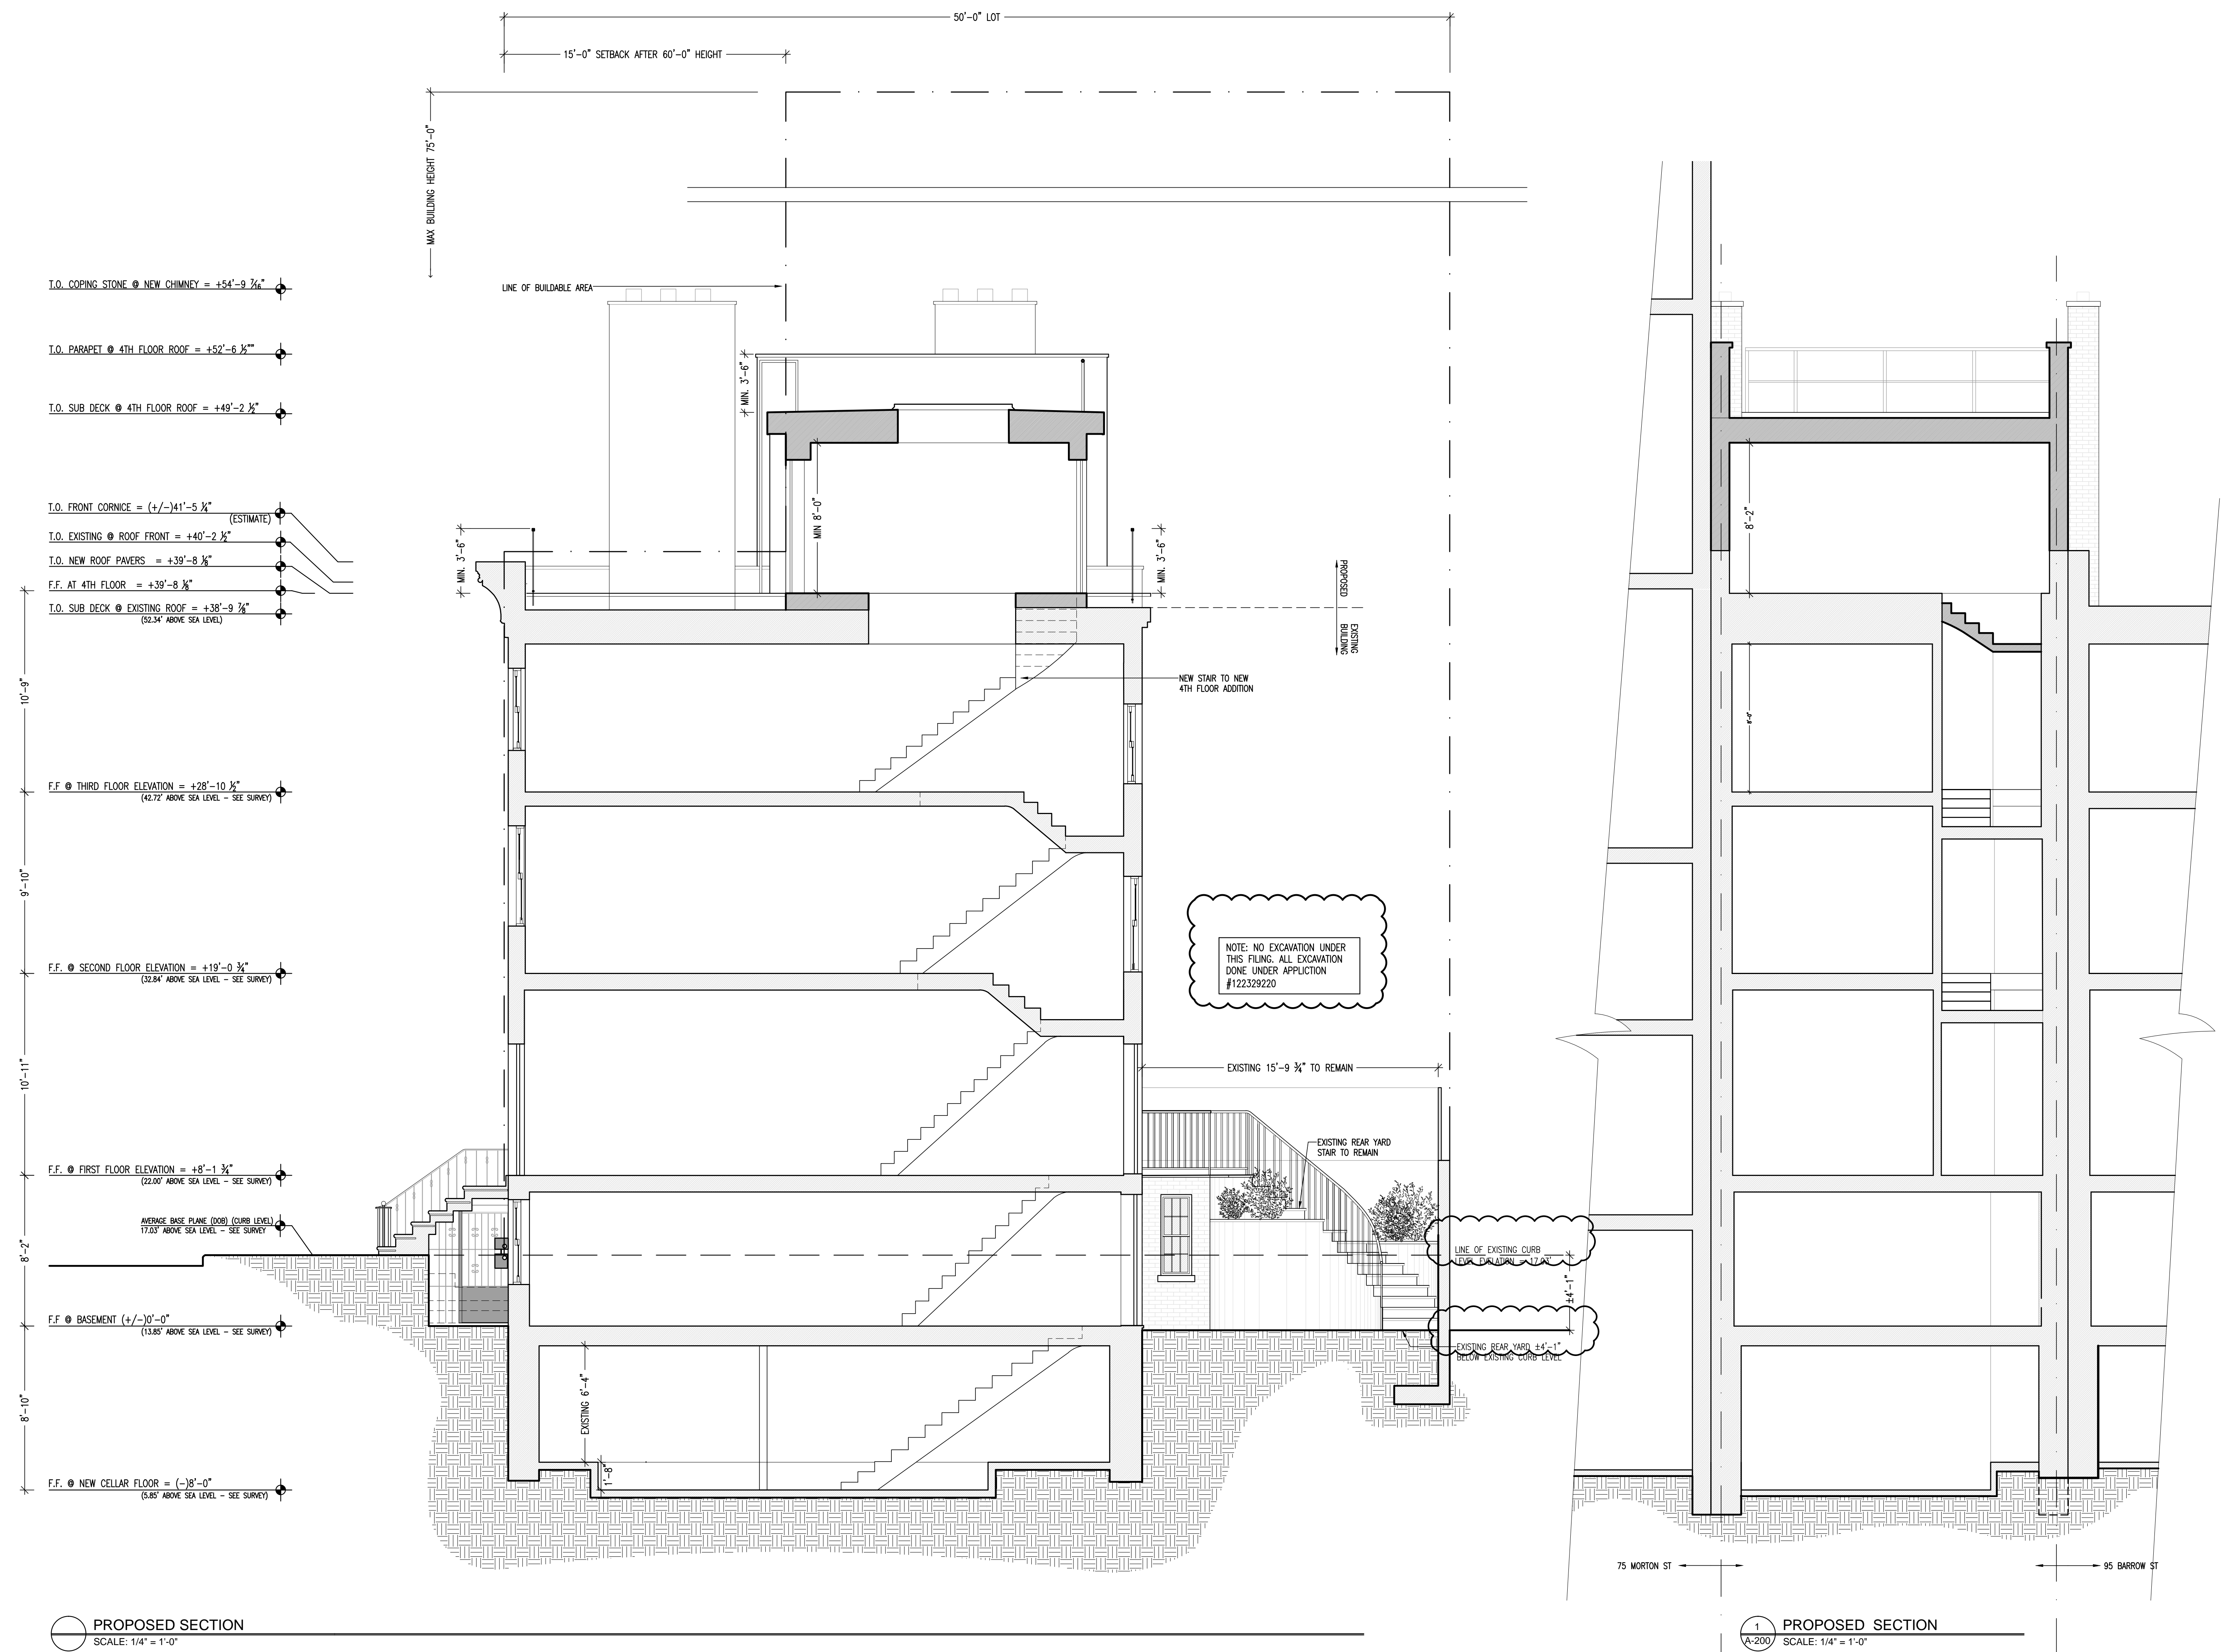 50'-0" LOT
15'-0" SETBACK AFTER 60'-0" HEIGHT
MAX BUILDING HEIGHT 75'-0"
LINE OF BUILDABLE AREA
T.O. COPING STONE @ NEW CHIMNEY = +54'-9 7/16"
T.O. PARAPET @ 4TH FLOOR ROOF = +52'-6 ½""
T.O. SUB DECK @ 4TH FLOOR ROOF = +49'-2 ½"
T.O. FRONT CORNICE = (+/-)41'-5 ¼"
(ESTIMATE)
T.O. EXISTING @ ROOF FRONT = +40'-2 ½"
T.O. NEW ROOF PAVERS = +39'-8 ⅛"
F.F. AT 4TH FLOOR = +39'-8 ⅛"
T.O. SUB DECK @ EXISTING ROOF = +38'-9 ⅞"
(52.34' ABOVE SEA LEVEL)
F.F @ THIRD FLOOR ELEVATION = +28'-10 ½"
(42.72' ABOVE SEA LEVEL - SEE SURVEY)
F.F. @ SECOND FLOOR ELEVATION = +19'-0 ¾"
(32.84' ABOVE SEA LEVEL - SEE SURVEY)
F.F. @ FIRST FLOOR ELEVATION = +8'-1 ¾"
(22.00' ABOVE SEA LEVEL - SEE SURVEY)
AVERAGE BASE PLANE (DOB) (CURB LEVEL)
17.03' ABOVE SEA LEVEL - SEE SURVEY
F.F @ BASEMENT (+/-)0'-0"
(13.85' ABOVE SEA LEVEL - SEE SURVEY)
F.F. @ NEW CELLAR FLOOR = (-)8'-0"
(5.85' ABOVE SEA LEVEL - SEE SURVEY)
10'-9"
9'-10"
10'-11"
8'-2"
8'-10"
MIN. 3'-6"
MIN. 3'-6"
MIN 8'-0"
MIN. 3'-6"
PROPOSED
EXISTING
BUILDING
NEW STAIR TO NEW
4TH FLOOR ADDITION
NOTE: NO EXCAVATION UNDER
THIS FILING. ALL EXCAVATION
DONE UNDER APPLICTION
#122329220
EXISTING 15'-9 ¾" TO REMAIN
EXISTING REAR YARD
STAIR TO REMAIN
LINE OF EXISTING CURB
LEVEL EVELATION = 17.03'
±4'-1"
EXISTING REAR YARD ±4'-1"
BELOW EXISTING CURB LEVEL
EXISTING 6'-4"
1'-8"
8'-2"
8'-0"
75 MORTON ST
95 BARROW ST
PROPOSED SECTION
SCALE: 1/4" = 1'-0"
1
A-200
PROPOSED SECTION
SCALE: 1/4" = 1'-0"